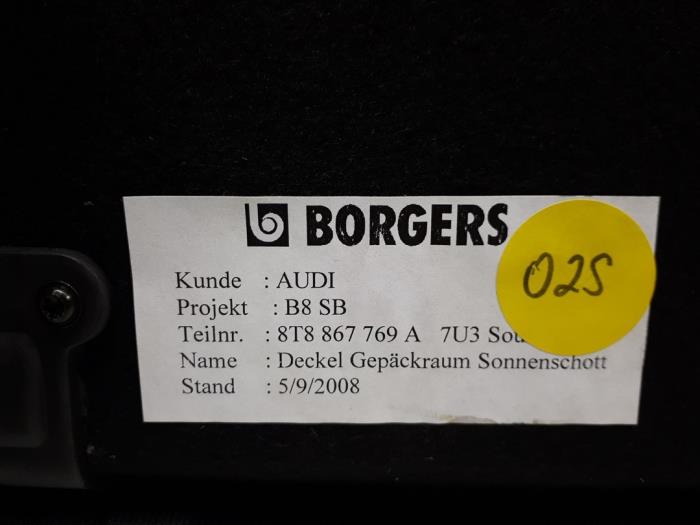 BORGERS
Kunde : AUDI
Projekt : B8 SB
Teilnr. : 8T8 867 769 A 7U3
Name : Deckel Gepäckraum Sonnenschott
Stand : 5/9/2008
02S